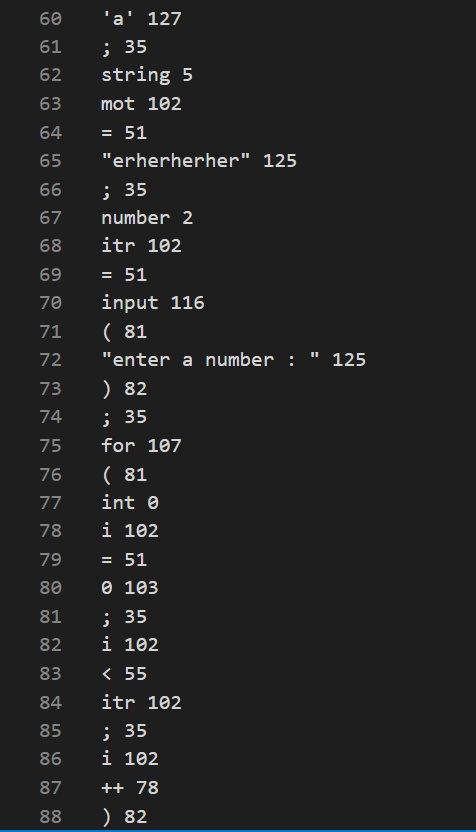 60 'a' 127
61 ; 35
62 string 5
63 mot 102
64 = 51
65 "erherherher" 125
66 ; 35
67 number 2
68 itr 102
69 = 51
70 input 116
71 ( 81
72 "enter a number : " 125
73 ) 82
74 ; 35
75 for 107
76 ( 81
77 int 0
78 i 102
79 = 51
80 0 103
81 ; 35
82 i 102
83 < 55
84 itr 102
85 ; 35
86 i 102
87 ++ 78
88 ) 82